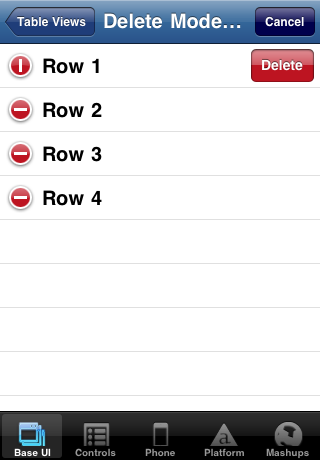 Table Views
Delete Mode...
Cancel
Row 1
Delete
Row 2
Row 3
Row 4
Base UI
Controls
Phone
Platform
Mashups